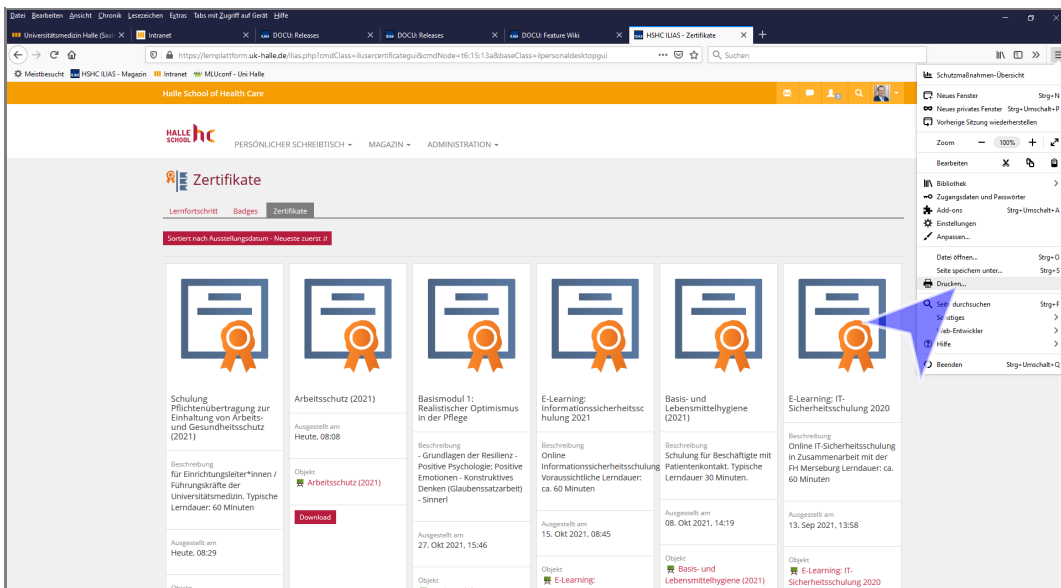 Datei Bearbeiten Ansicht Chronik Lesezeichen Extras Tabs mit Zugriff auf Gerät Hilfe
Universitätsmedizin Halle (Saal
Intranet
DOCU: Releases
DOCU: Releases
DOCU: Feature Wiki
HSHC ILIAS - Zertifikate
https://lernplattform.uk-halle.de/ilias.php?cmdClass=ilusercertificategui&cmdNode=t6:15:13a&baseClass=ilpersonaldesktopgui
Suchen
Meistbesucht HSHC ILIAS - Magazin Intranet MLUconf - Uni Halle
Halle School of Health Care
HALLE SCHOOL hc
PERSÖNLICHER SCHREIBTISCH MAGAZIN ADMINISTRATION
Zertifikate
Lernfortschritt Badges Zertifikate
Sortiert nach Ausstellungsdatum - Neueste zuerst
Schulung
Pflichtenübertragung zur
Einhaltung von Arbeits-
und Gesundheitsschutz
(2021)
Beschreibung
für Einrichtungsleiter*innen /
Führungskräfte der
Universitätsmedizin. Typische
Lerndauer: 60 MInuten
Ausgestellt am
Heute, 08:29
Objekt
Arbeitsschutz (2021)
Ausgestellt am
Heute, 08:08
Objekt
Arbeitsschutz (2021)
Download
Basismodul 1:
Realistischer Optimismus
in der Pflege
Beschreibung
- Grundlagen der Resilienz -
Positive Psychologie: Positive
Emotionen - Konstruktives
Denken (Glaubenssatzarbeit)
- Sinnerl
Ausgestellt am
27. Okt 2021, 15:46
Objekt
E-Learning:
Informationssicherheitssc
hulung 2021
Beschreibung
Online
Informationssicherheitsschulung
Voraussichtliche Lerndauer:
ca. 60 Minuten
Ausgestellt am
15. Okt 2021, 08:45
Objekt
E-Learning:
Basis- und
Lebensmittelhygiene
(2021)
Beschreibung
Schulung für Beschäftigte mit
Patientenkontakt. Typische
Lerndauer 30 Minuten.
Ausgestellt am
08. Okt 2021, 14:19
Objekt
Basis- und
Lebensmittelhygiene (2021)
E-Learning: IT-
Sicherheitsschulung 2020
Beschreibung
Online IT-Sicherheitsschulung
in Zusammenarbeit mit der
FH Merseburg Lerndauer: ca.
60 Minuten
Ausgestellt am
13. Sep 2021, 13:58
Objekt
E-Learning: IT-
Sicherheitsschulung 2020
Schutzmaßnahmen-Übersicht
Neues Fenster Strg+N
Neues privates Fenster Strg+Umschalt+P
Vorherige Sitzung wiederherstellen
Zoom 100%
Bearbeiten
Bibliothek
Zugangsdaten und Passwörter
Add-ons Strg+Umschalt+A
Einstellungen
Anpassen...
Datei öffnen... Strg+O
Seite speichern unter... Strg+S
Drucken...
Seite durchsuchen Strg+F
Sonstiges
Web-Entwickler
Hilfe
Beenden Strg+Umschalt+Q